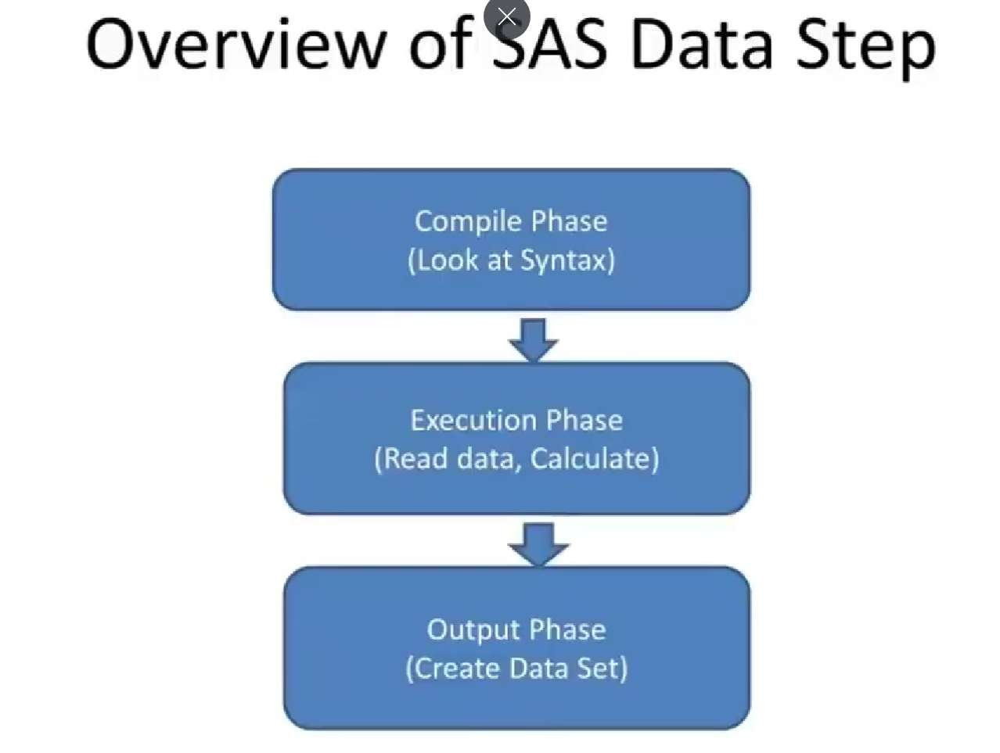 Overview of SAS Data Step
Compile Phase
(Look at Syntax)
Execution Phase
(Read data, Calculate)
Output Phase
(Create Data Set)